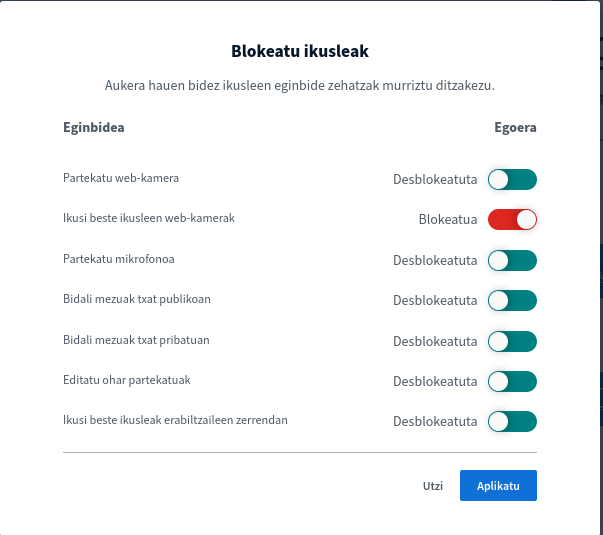 Blokeatu ikusleak
Aukera hauen bidez ikusleen eginbide zehatzak murriztu ditzakezu.
Eginbidea Egoera
Partekatu web-kamera Desblokeatuta
Ikusi beste ikusleen web-kamerak Blokeatua
Partekatu mikrofonoa Desblokeatuta
Bidali mezuak txat publikoan Desblokeatuta
Bidali mezuak txat pribatuan Desblokeatuta
Editatu ohar partekatuak Desblokeatuta
Ikusi beste ikusleak erabiltzaileen zerrendan Desblokeatuta
Utzi Aplikatu